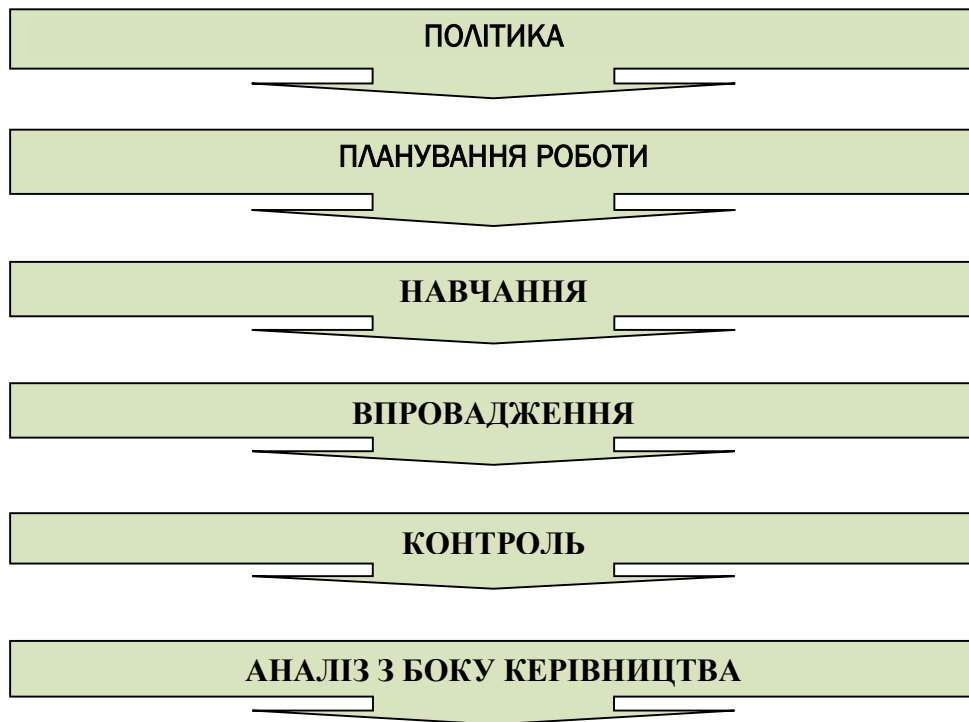 ПОЛІТИКА
ПЛАНУВАННЯ РОБОТИ
НАВЧАННЯ
ВПРОВАДЖЕННЯ
КОНТРОЛЬ
АНАЛІЗ З БОКУ КЕРІВНИЦТВА